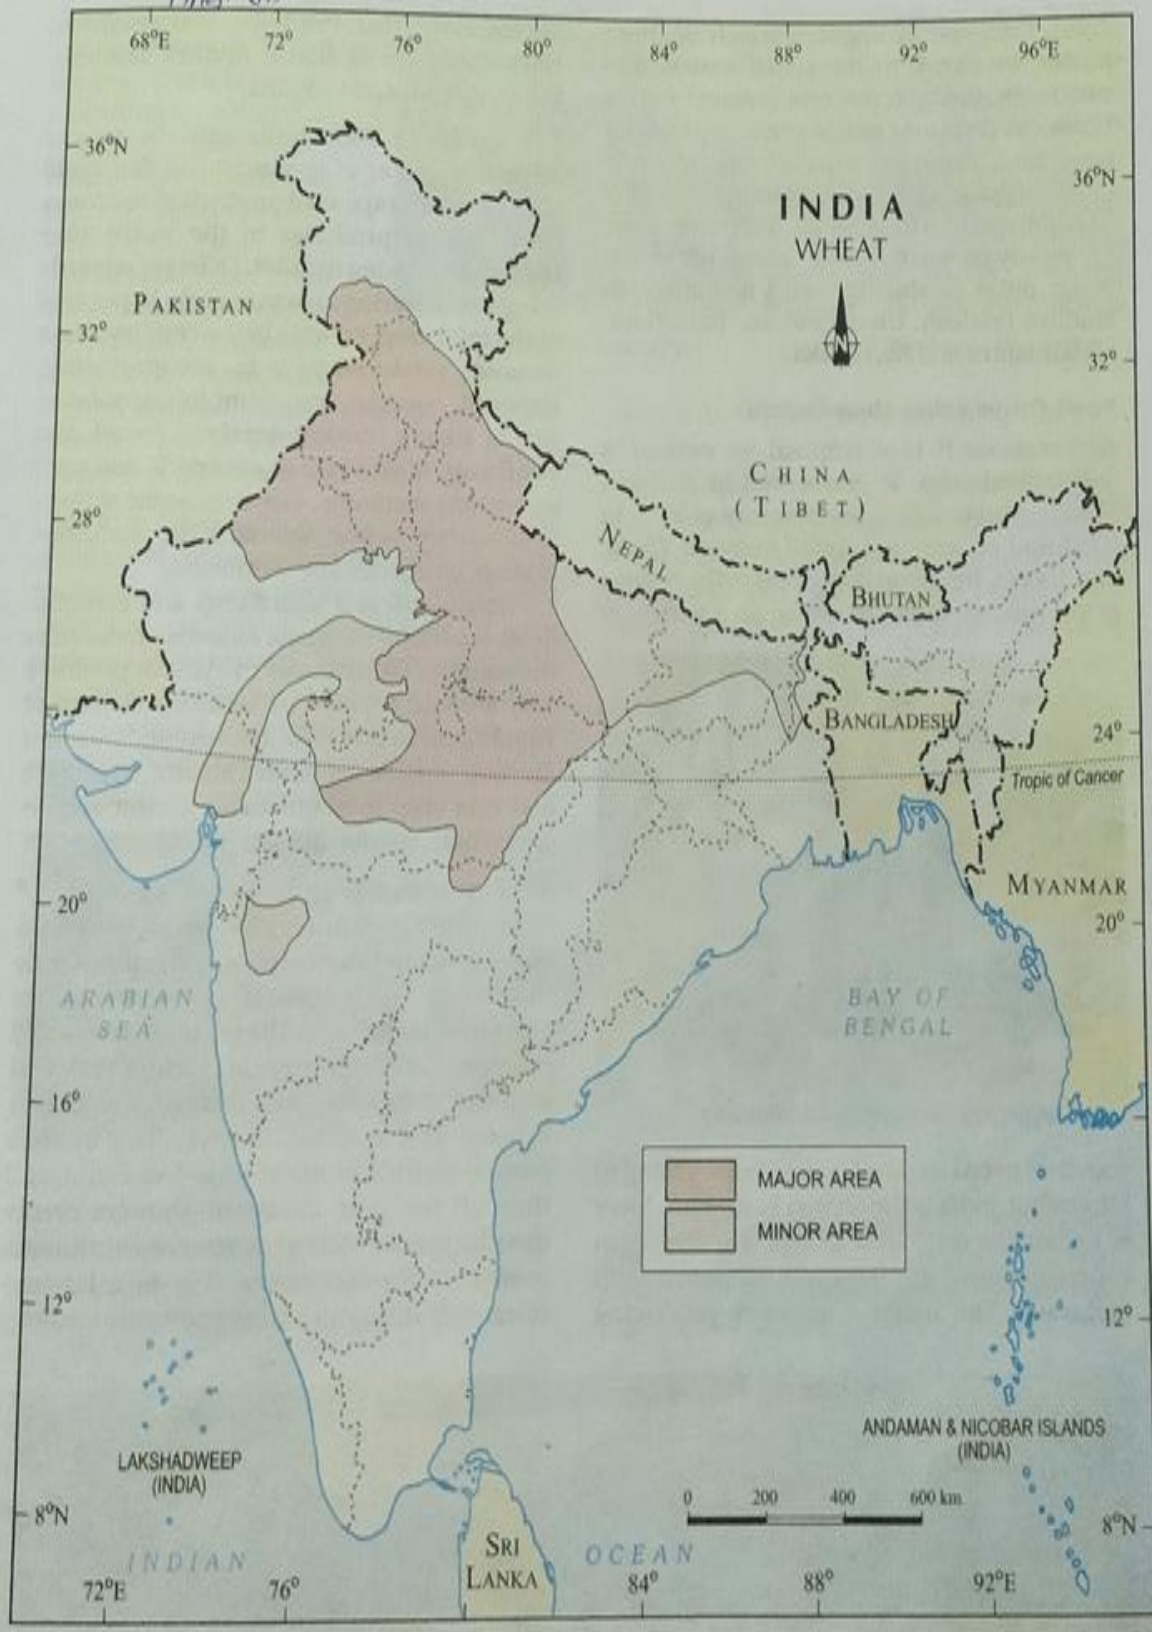 68°E 72° 76° 80° 84° 88° 92° 96°E
36°N
36°N
INDIA
WHEAT
N
PAKISTAN
32°
32°
CHINA
(TIBET)
28°
NEPAL
BHUTAN
BANGLADESH
24°
Tropic of Cancer
MYANMAR
20°
20°
ARABIAN
SEA
BAY OF
BENGAL
16°
MAJOR AREA
MINOR AREA
12°
12°
ANDAMAN & NICOBAR ISLANDS
(INDIA)
LAKSHADWEEP
(INDIA)
0 200 400 600 km
8°N
8°N
SRI
LANKA
INDIAN OCEAN
72°E 76° 84° 88° 92°E